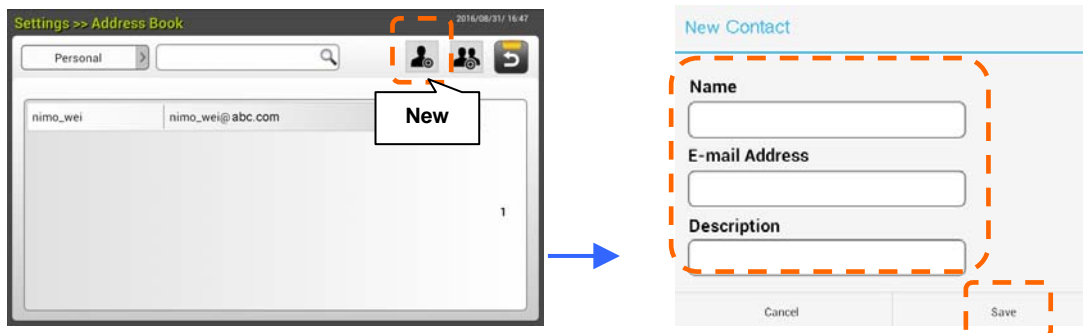 Settings >> Address Book
2016/08/31/ 16:47
Personal
New
nimo_wei
nimo_wei@abc.com
1
New Contact
Name
E-mail Address
Description
Cancel
Save